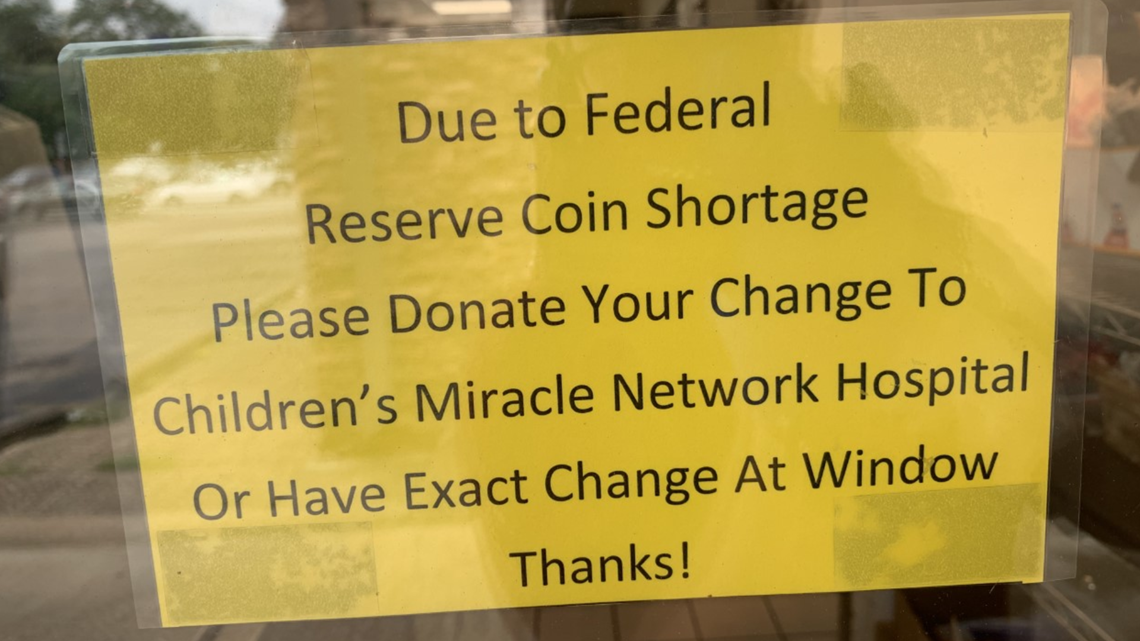 Due to Federal
Reserve Coin Shortage
Please Donate Your Change To
Children’s Miracle Network Hospital
Or Have Exact Change At Window
Thanks!